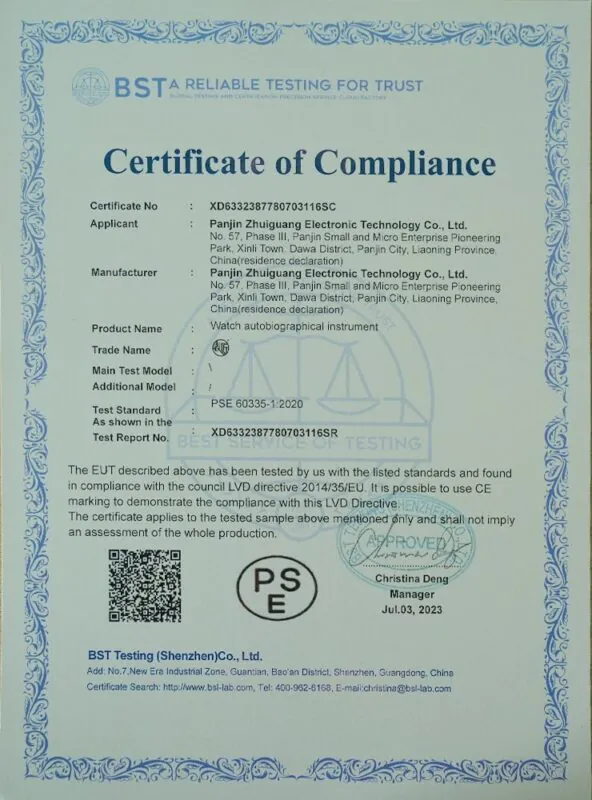 BST A RELIABLE TESTING FOR TRUST
Certificate of Compliance
Certificate No : XD6332387780703116SC
Applicant : Panjin Zhuiguang Electronic Technology Co., Ltd.
No. 57, Phase III, Panjin Small and Micro Enterprise Pioneering
Park, Xinli Town, Dawa District, Panjin City, Liaoning Province,
China(residence declaration)
Manufacturer : Panjin Zhuiguang Electronic Technology Co., Ltd.
No. 57, Phase III, Panjin Small and Micro Enterprise Pioneering
Park, Xinli Town, Dawa District, Panjin City, Liaoning Province,
China(residence declaration)
Product Name : Watch autobiographical instrument
Trade Name :
Main Test Model : \
Additional Model : /
Test Standard : PSE 60335-1:2020
As shown in the
Test Report No. : XD6332387780703116SR
BEST SERVICE OF TESTING
The EUT described above has been tested by us with the listed standards and found
in compliance with the council LVD directive 2014/35/EU. It is possible to use CE
marking to demonstrate the compliance with this LVD Directive.
The certificate applies to the tested sample above mentioned only and shall not imply
an assessment of the whole production.
APPROVED
PS
E
Christina Deng
Manager
Jul.03, 2023
BST Testing (Shenzhen)Co., Ltd.
Add: No.7,New Era Industrial Zone, Guantian, Bao'an District, Shenzhen, Guangdong, China
Certificate Search: http://www.bsl-lab.com, Tel: 400-962-6168, E-mail:christina@bsl-lab.com